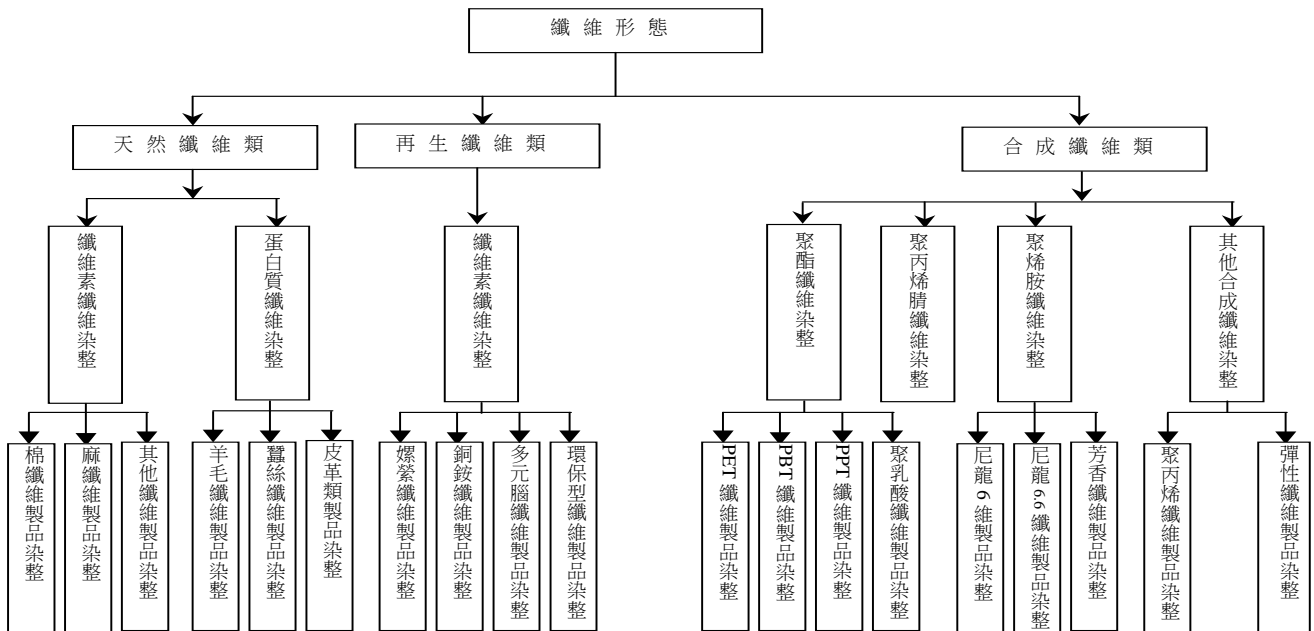 纖維形態
天然纖維類
再生纖維類
合成纖維類
纖維素纖維染整
蛋白質纖維染整
纖維素纖維染整
聚酯纖維染整
聚丙烯腈纖維染整
聚烯胺纖維染整
其他合成纖維染整
棉纖維製品染整
麻纖維製品染整
其他纖維製品染整
羊毛纖維製品染整
蠶絲纖維製品染整
皮革類製品染整
嫘縈纖維製品染整
銅銨纖維製品染整
多元腦纖維製品染整
環保型纖維製品染整
PET 纖維製品染整
PBT 纖維製品染整
PPT 纖維製品染整
聚乳酸纖維製品染整
尼龍 6 維製品染整
尼龍 6.6 纖維製品染整
芳香纖維製品染整
聚丙烯纖維製品染整
彈性纖維製品染整